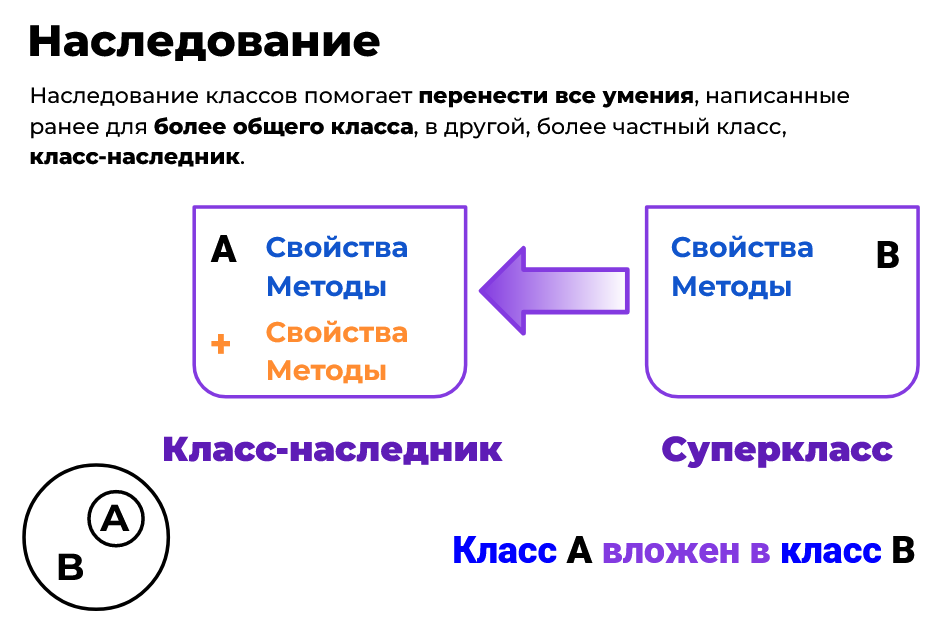 Наследование
Наследование классов помогает перенести все умения, написанные
ранее для более общего класса, в другой, более частный класс,
класс-наследник.
A
Свойства
Методы
+
Свойства
Методы
Свойства
Методы
B
Класс-наследник
Суперкласс
A
B
Класс A вложен в класс B